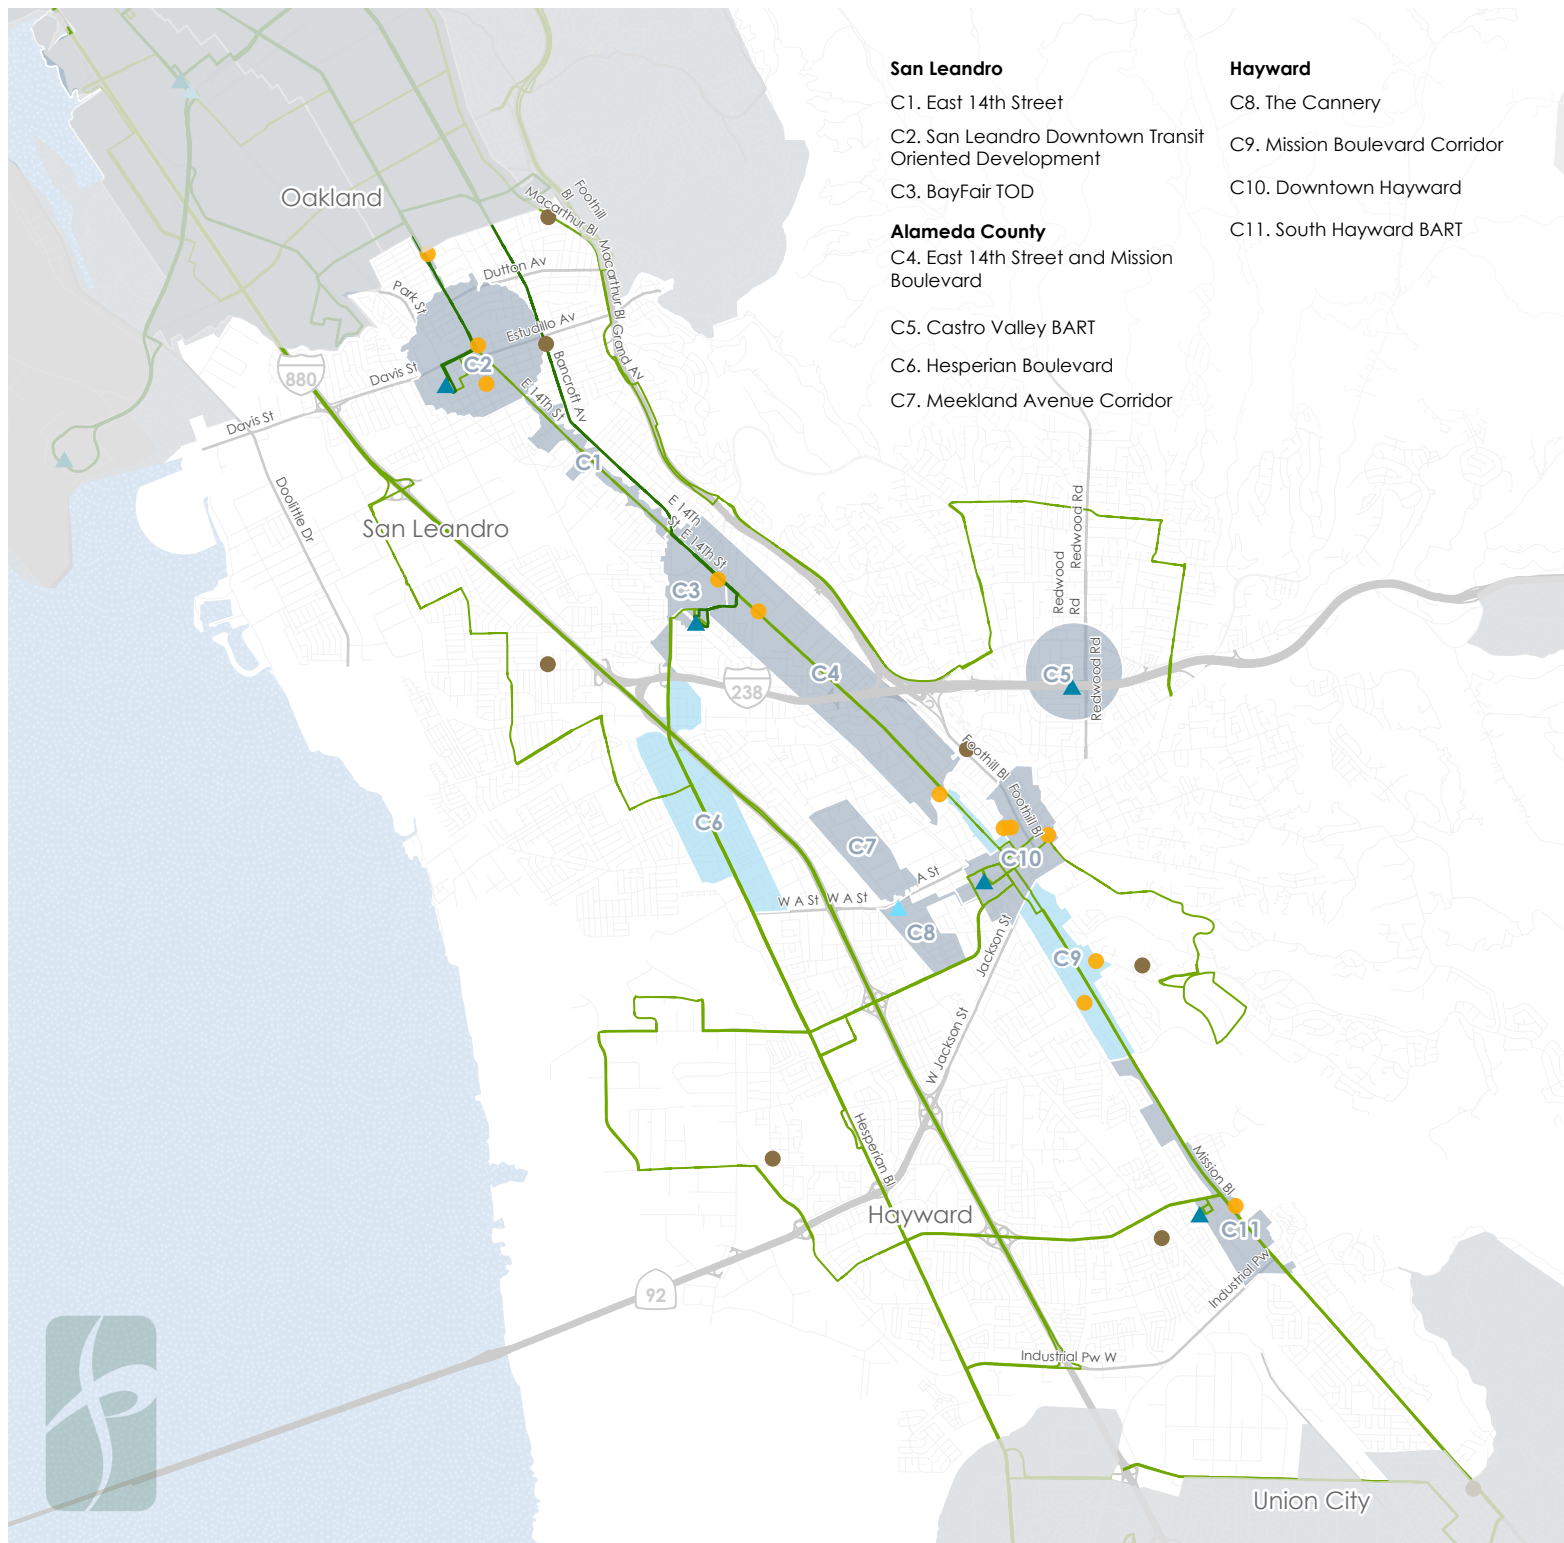 San Leandro
C1. East 14th Street
C2. San Leandro Downtown Transit
Oriented Development
C3. BayFair TOD
Alameda County
C4. East 14th Street and Mission
Boulevard
C5. Castro Valley BART
C6. Hesperian Boulevard
C7. Meekland Avenue Corridor
Hayward
C8. The Cannery
C9. Mission Boulevard Corridor
C10. Downtown Hayward
C11. South Hayward BART
Oakland
Foothill
Bl
Macarthur Bl
Macarthur Bl
Grand Av
Dutton Av
Park St
Estudillo Av
C2
Davis St
880
Davis St
E 14Th St
Bancroft Av
C1
Doolittle Dr
San Leandro
E 14Th
St
E 14Th St
C3
Redwood Rd
Redwood
Rd
Redwood Rd
C4
C5
238
Foothill Bl
Foothill Bl
C6
C7
C10
A St
W A St
W A St
C8
Jackson St
C9
W Jackson St
Hesperian Bl
Mission Bl
Hayward
C11
Industrial Pw
92
Industrial Pw W
Union City